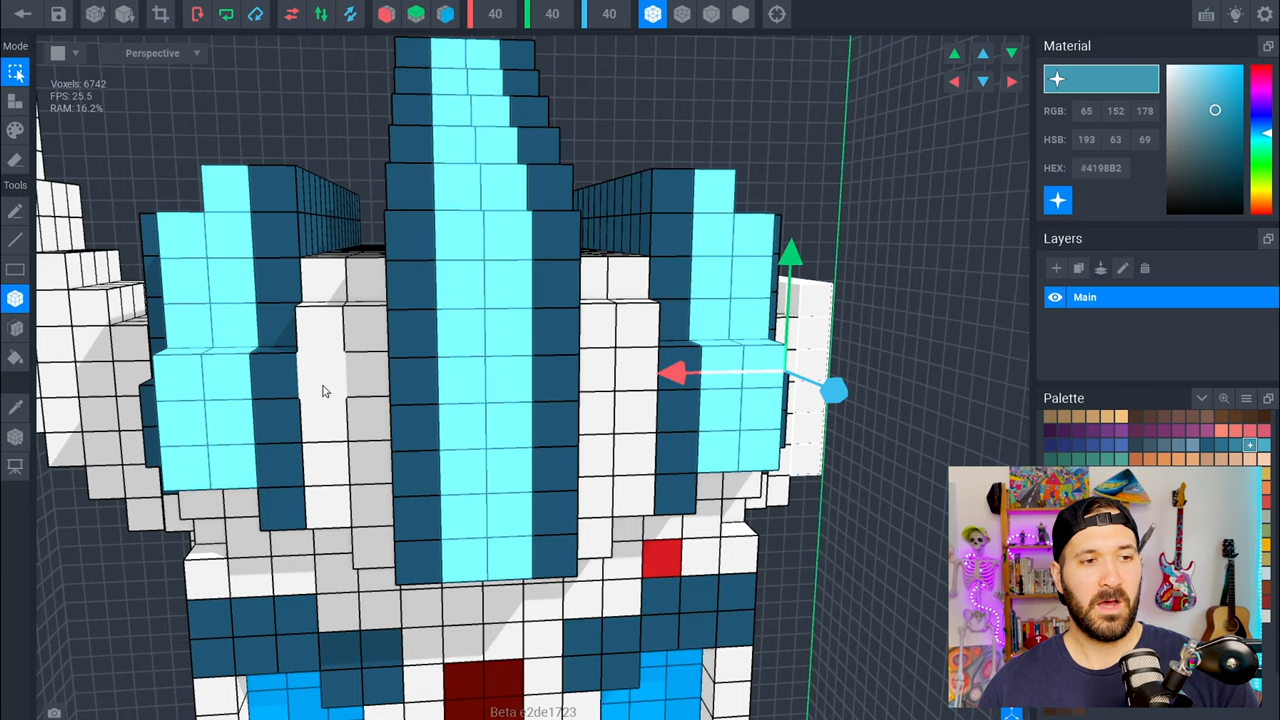 40 40 40
Mode
Perspective
Voxels: 6742
FPS: 25.5
RAM: 16.2%
Tools
Beta e2de1723
Material
RGB: 65 152 178
HSB: 193 63 69
HEX: #4198B2
Layers
Main
Palette